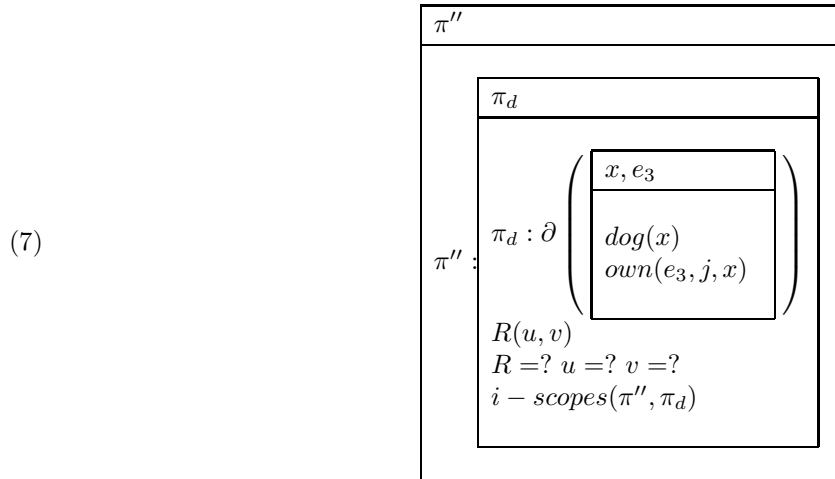 π′′
π_d
x, e_3
(7)
π′′ : π_d : ∂ ( dog(x)
own(e_3, j, x) )
R(u, v)
R =? u =? v =?
i − scopes(π′′, π_d)